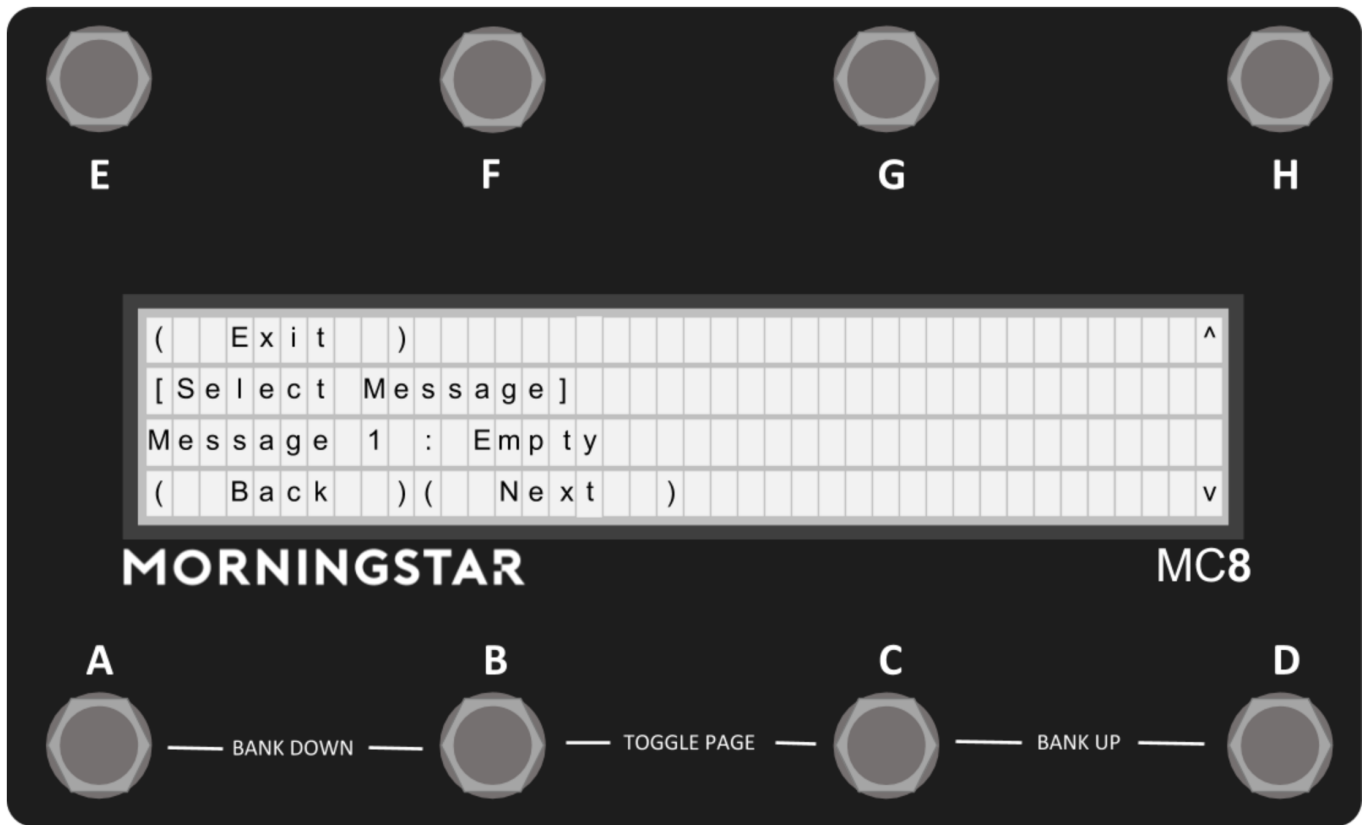 E F G H
( Exit ) ^
[Select Message]
Message 1 : Empty
( Back )( Next ) v
MORNINGSTAR MC8
A B C D
BANK DOWN TOGGLE PAGE BANK UP